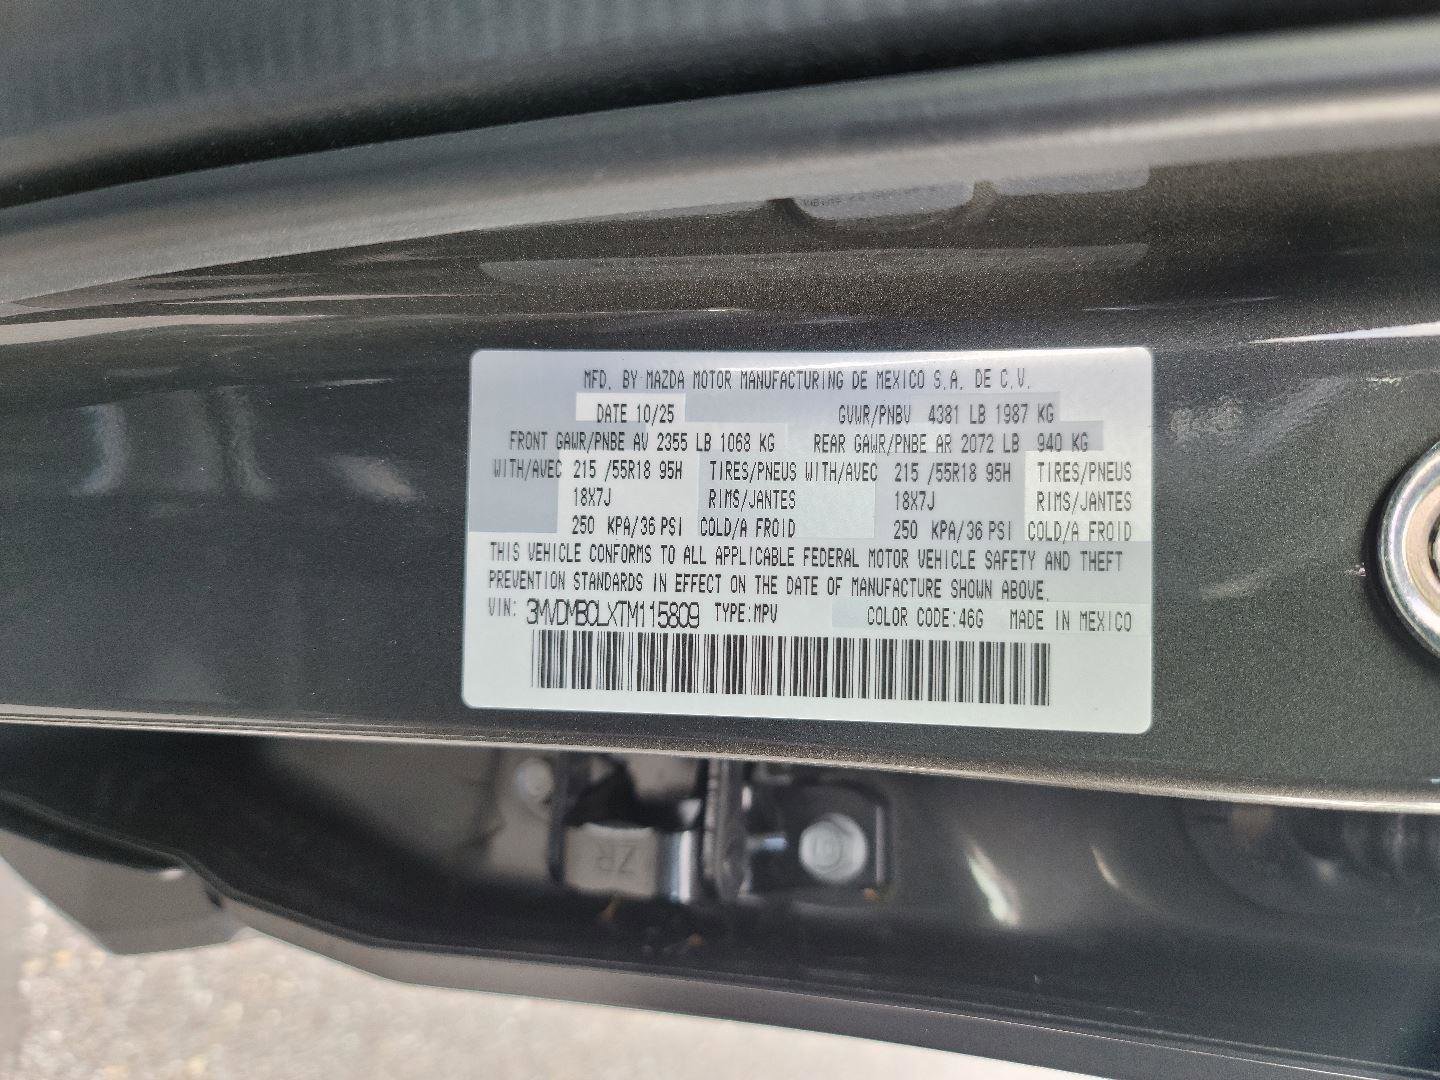 MFD. BY MAZDA MOTOR MANUFACTURING DE MEXICO S.A. DE C.V.
DATE 10/25 GVWR/PNBV 4381 LB 1987 KG
FRONT GAWR/PNBE AV 2355 LB 1068 KG REAR GAWR/PNBE AR 2072 LB 940 KG
WITH/AVEC 215 /55R18 95H TIRES/PNEUS WITH/AVEC 215 /55R18 95H TIRES/PNEUS
18X7J RIMS/JANTES 18X7J RIMS/JANTES
250 KPA/36 PSI COLD/A FROID 250 KPA/36 PSI COLD/A FROID
THIS VEHICLE CONFORMS TO ALL APPLICABLE FEDERAL MOTOR VEHICLE SAFETY AND THEFT
PREVENTION STANDARDS IN EFFECT ON THE DATE OF MANUFACTURE SHOWN ABOVE.
VIN: 3MVDMBCLXTM115809 TYPE:MPV COLOR CODE:46G MADE IN MEXICO
ZR